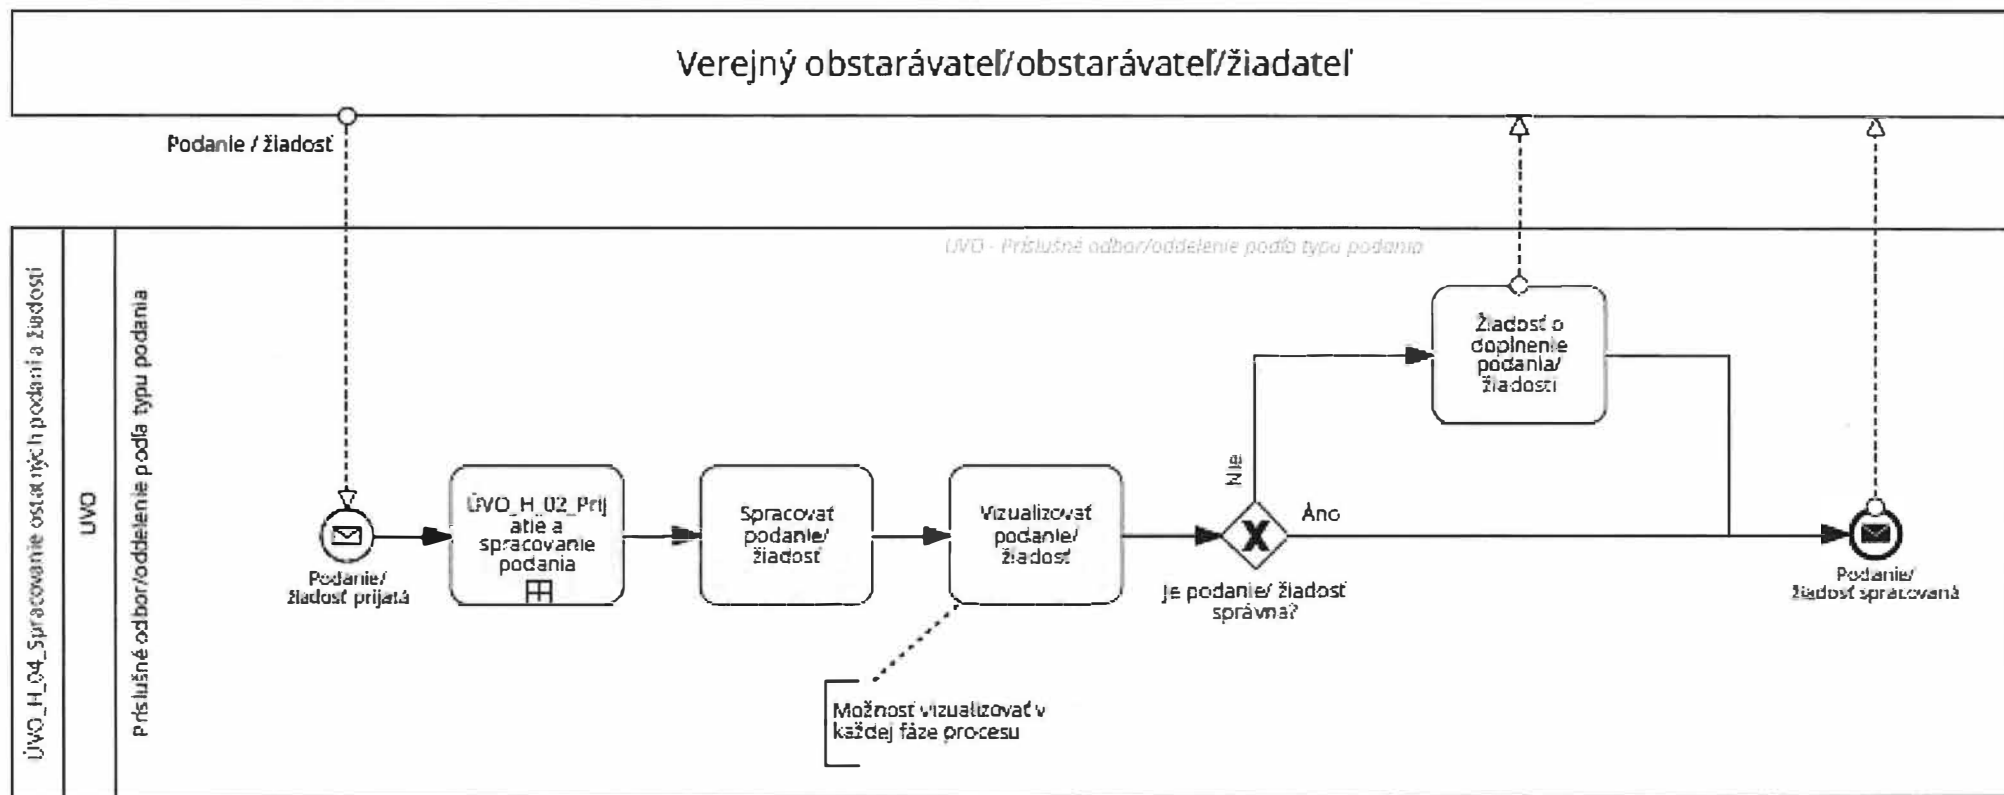 Verejný obstarávateľ/obstarávateľ/žiadateľ
Podanie / žiadosť
ÚVO_H_04_Spracovanie ostatných podaní a žiadostí
ÚVO
Príslušné odbor/oddelenie podľa typu podania
ÚVO - Príslušné odbor/oddelenie podľa typu podania
Podanie/
žiadosť prijatá
ÚVO_H_02_Prij
atie a
spracovanie
podania
Spracovať
podanie/
žiadosť
Vizualizovať
podanie/
žiadosť
Možnosť vizualizovať v
každej fáze procesu
Je podanie/ žiadosť
správna?
Nie
Áno
Žiadosť o
doplnenie
podania/
žiadosti
Podanie/
žiadosť spracovaná